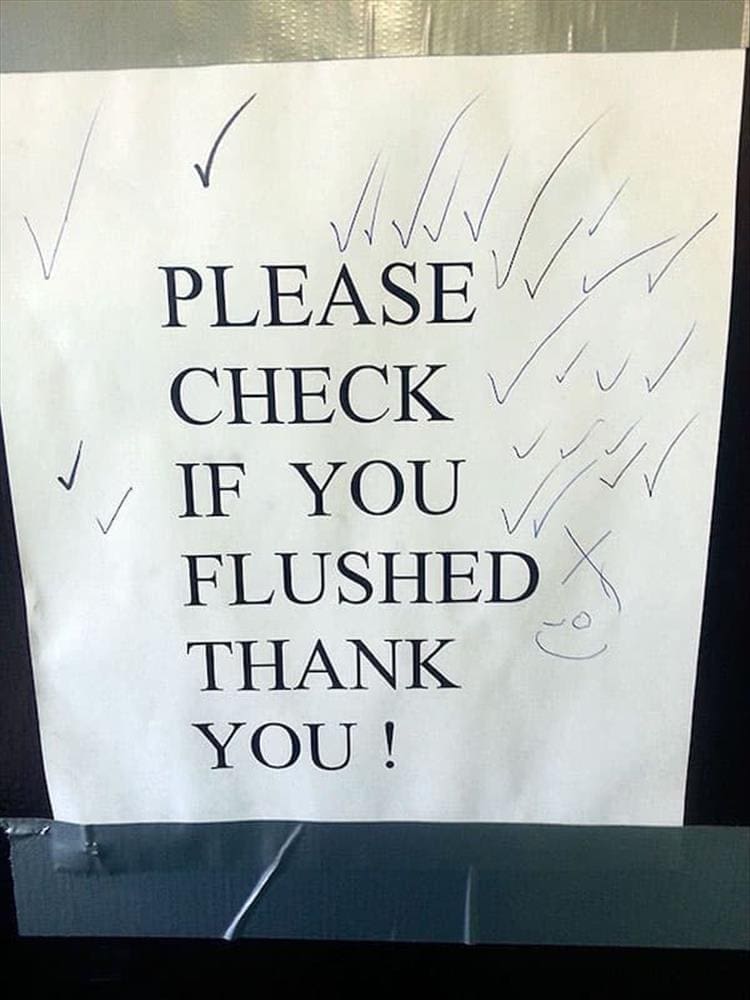 PLEASE
CHECK
IF YOU
FLUSHED
THANK
YOU !